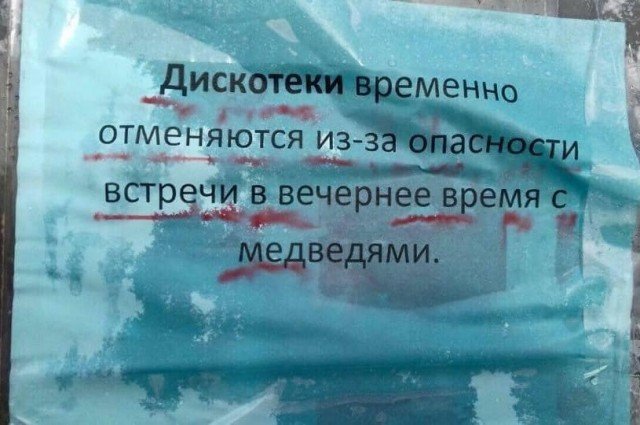 Дискотеки временно
отменяются из-за опасности
встречи в вечернее время с
медведями.